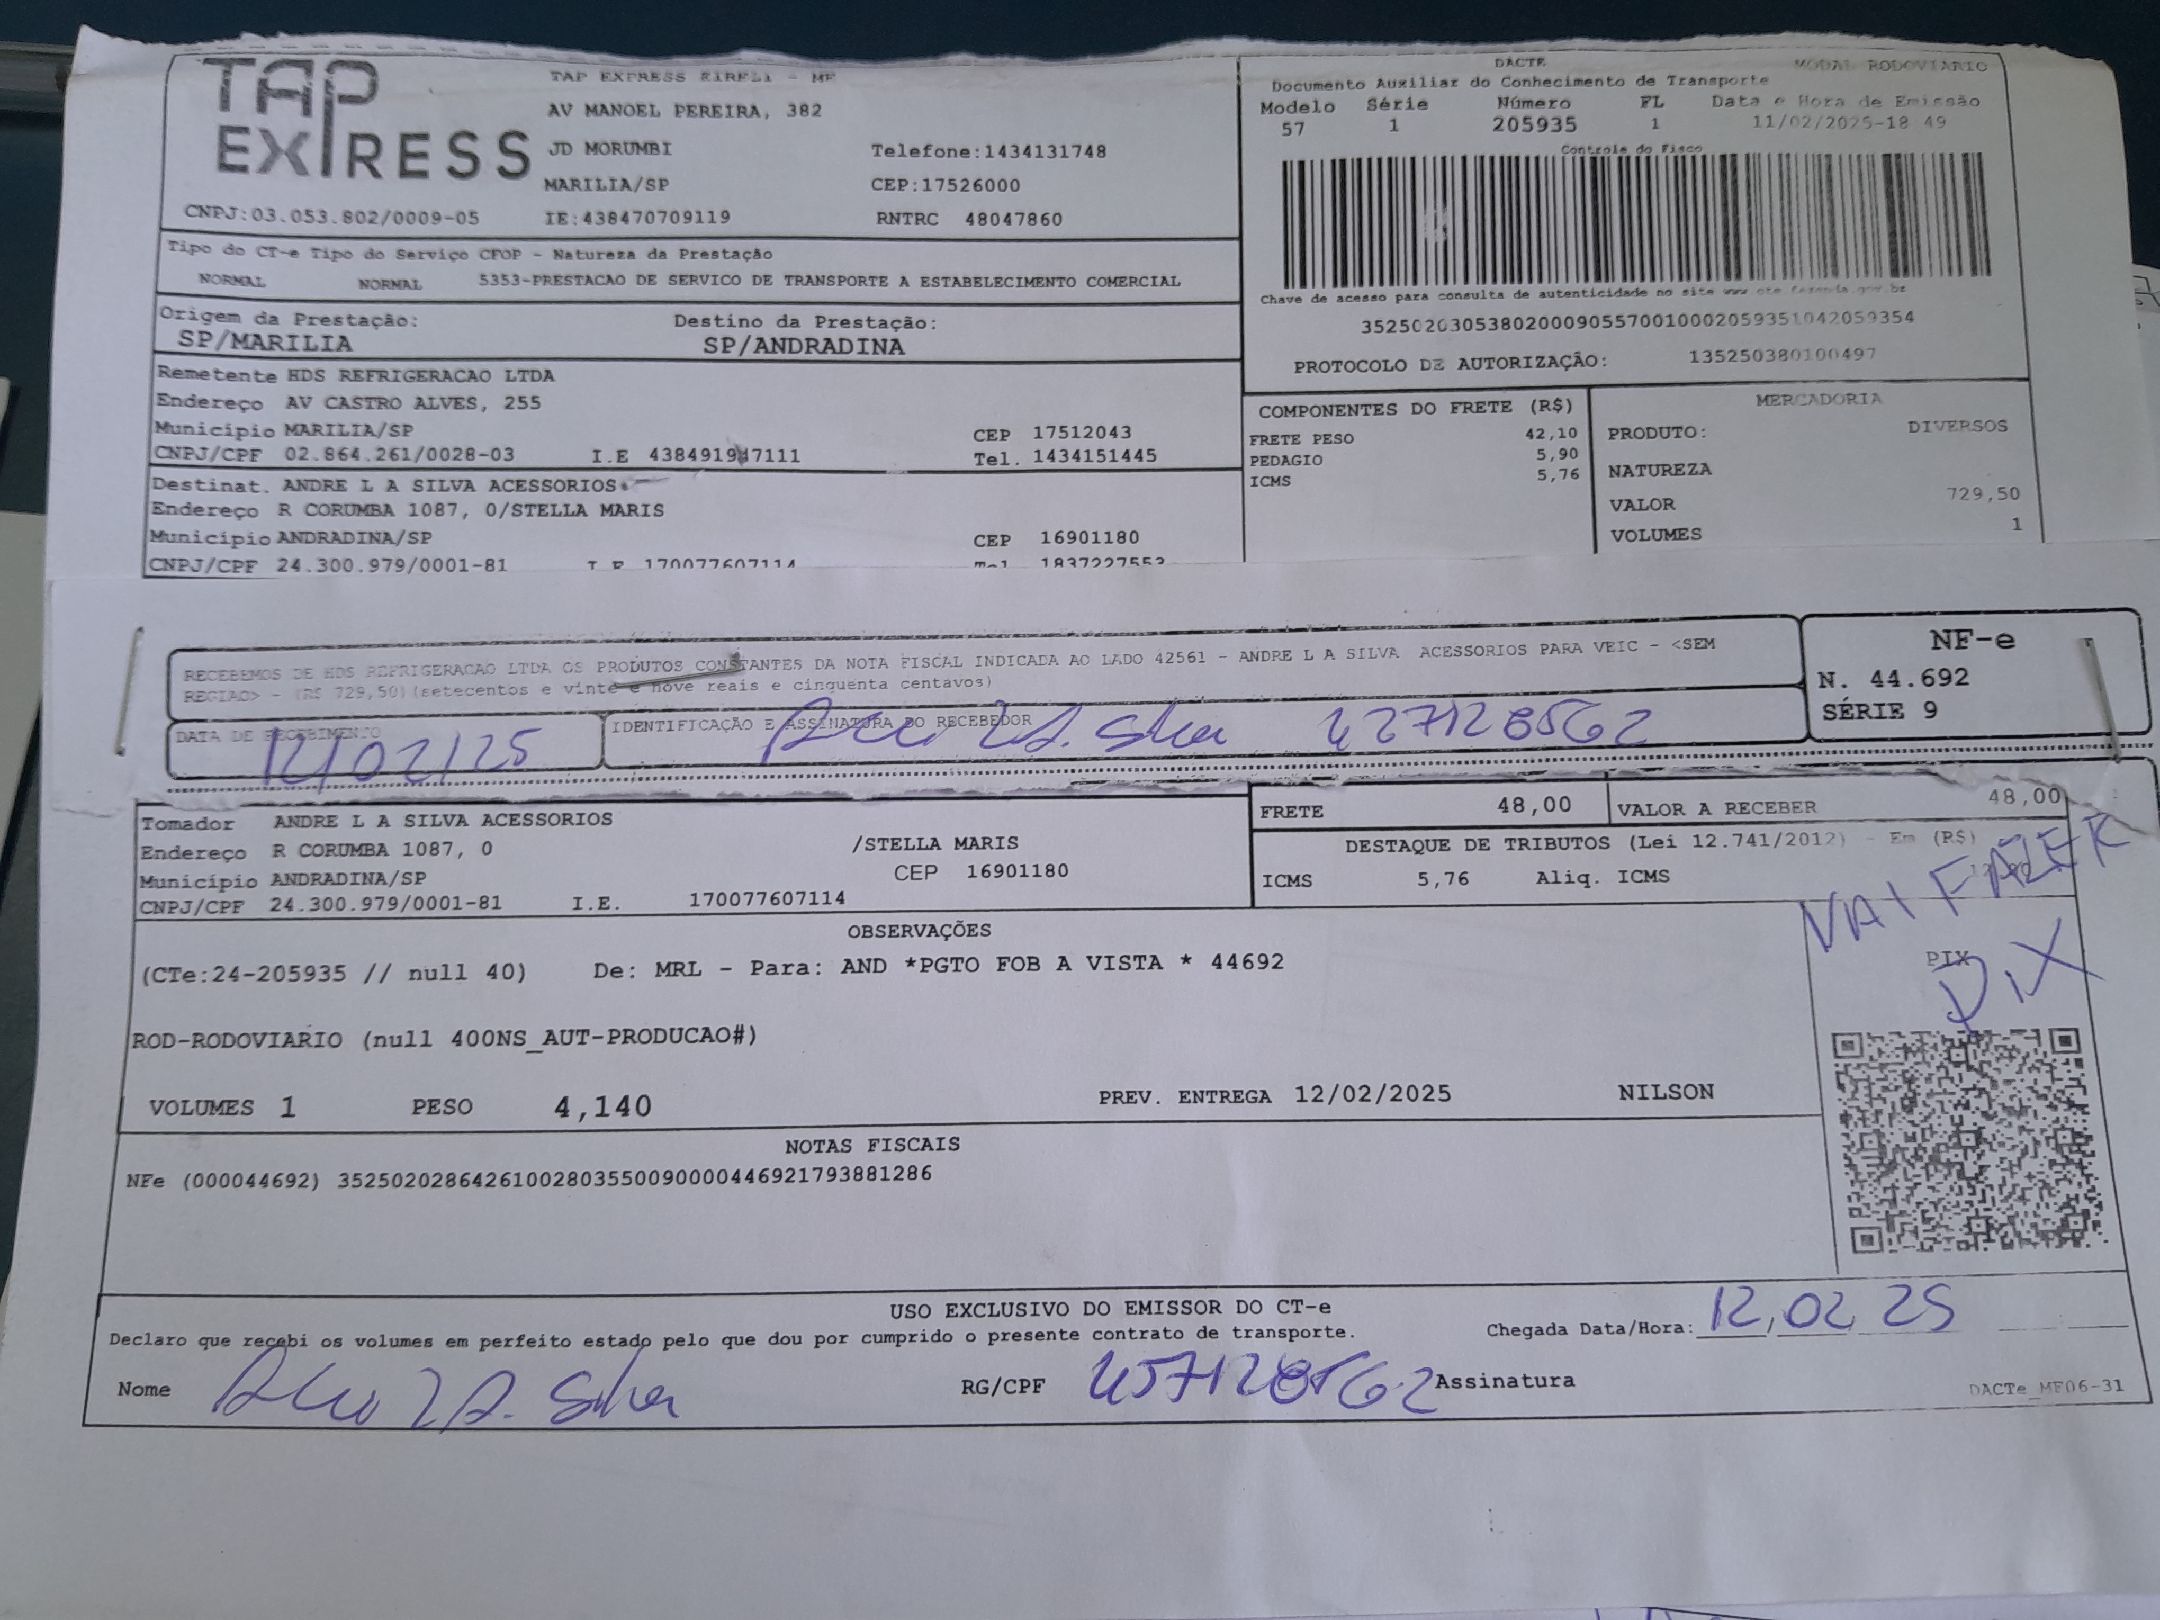 TAP EXPRESS
TAP EXPRESS EIRELI - ME
AV MANOEL PEREIRA, 382
JD MORUMBI Telefone:1434131748
MARILIA/SP CEP:17526000
CNPJ:03.053.802/0009-05 IE:438470709119 RNTRC 48047860
DACTE MODAL RODOVIARIO
Documento Auxiliar do Conhecimento de Transporte
Modelo Série Número FL Data e Hora de Emissão
57 1 205935 1 11/02/2025-18 49
Controle do Fisco
Chave de acesso para consulta de autenticidade no site www cte.fazenda.gov.br
35250203053802000905570010002059351042059354
PROTOCOLO DE AUTORIZAÇÃO: 135250380100497
Tipo do CT-e Tipo do Serviço CFOP - Natureza da Prestação
NORMAL NORMAL 5353-PRESTACAO DE SERVICO DE TRANSPORTE A ESTABELECIMENTO COMERCIAL
Origem da Prestação: Destino da Prestação:
SP/MARILIA SP/ANDRADINA
Remetente HDS REFRIGERACAO LTDA
Endereço AV CASTRO ALVES, 255
Município MARILIA/SP CEP 17512043
CNPJ/CPF 02.864.261/0028-03 I.E 438491947111 Tel. 1434151445
Destinat. ANDRE L A SILVA ACESSORIOS
Endereço R CORUMBA 1087, 0/STELLA MARIS
Município ANDRADINA/SP CEP 16901180
CNPJ/CPF 24.300.979/0001-81 I E 170077607114 Tel 1837227552
COMPONENTES DO FRETE (R$)
FRETE PESO 42,10
PEDAGIO 5,90
ICMS 5,76
MERCADORIA
PRODUTO: DIVERSOS
NATUREZA
VALOR 729,50
VOLUMES 1
RECEBEMOS DE HDS REFRIGERACAO LTDA OS PRODUTOS CONSTANTES DA NOTA FISCAL INDICADA AO LADO 42561 - ANDRE L A SILVA ACESSORIOS PARA VEIC - <SEM
REGIAO> - (R$ 729,50)(setecentos e vinte e nove reais e cinquenta centavos)
DATA DE RECEBIMENTO IDENTIFICAÇÃO E ASSINATURA DO RECEBEDOR
12/02/25
NF-e
N. 44.692
SÉRIE 9
Tomador ANDRE L A SILVA ACESSORIOS
Endereço R CORUMBA 1087, 0 /STELLA MARIS
Município ANDRADINA/SP CEP 16901180
CNPJ/CPF 24.300.979/0001-81 I.E. 170077607114
FRETE 48,00 VALOR A RECEBER 48,00
DESTAQUE DE TRIBUTOS (Lei 12.741/2012) - Em (R$)
ICMS 5,76 Aliq. ICMS
VAI FAZER
PIX
PIX
OBSERVAÇÕES
(CTe:24-205935 // null 40) De: MRL - Para: AND *PGTO FOB A VISTA * 44692
ROD-RODOVIARIO (null 400NS_AUT-PRODUCAO#)
VOLUMES 1 PESO 4,140 PREV. ENTREGA 12/02/2025 NILSON
NOTAS FISCAIS
NFe (000044692) 35250202864261002803550090000446921793881286
USO EXCLUSIVO DO EMISSOR DO CT-e
Declaro que recebi os volumes em perfeito estado pelo que dou por cumprido o presente contrato de transporte. Chegada Data/Hora: 12,02 25
Nome RG/CPF Assinatura
DACTe_MF06-31